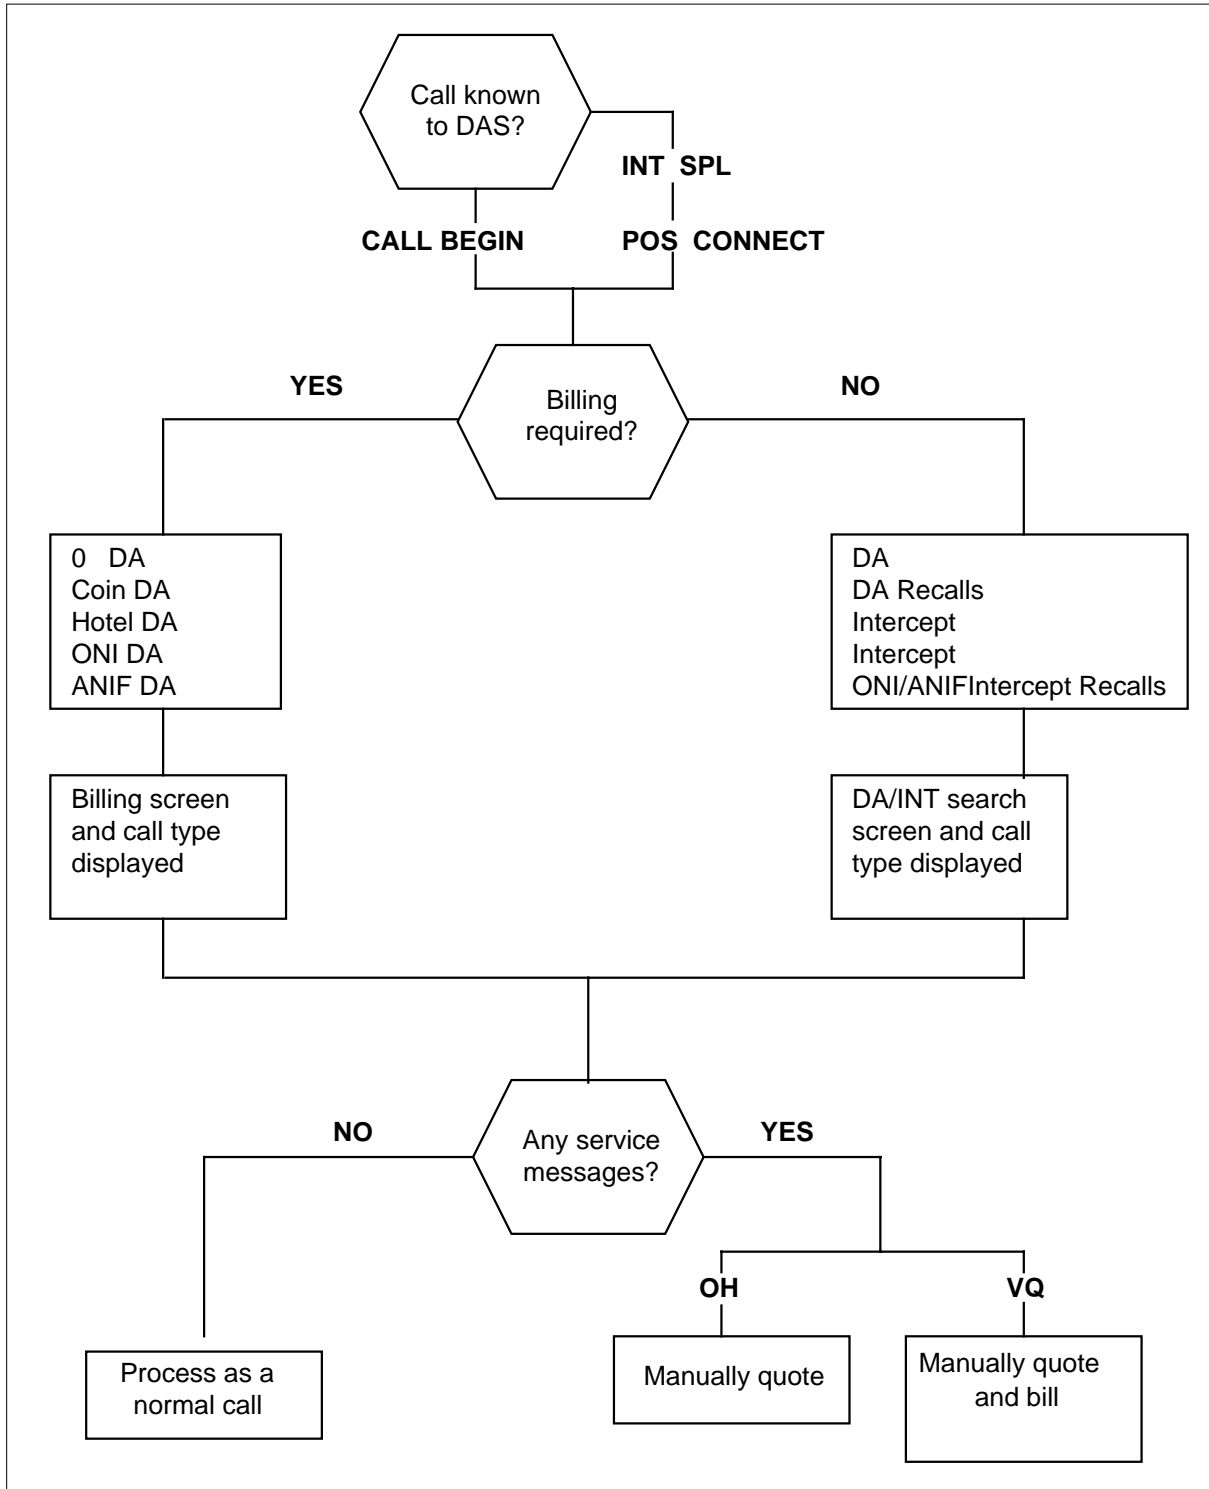 Call known
to DAS?
INT SPL
CALL BEGIN
POS CONNECT
YES
NO
Billing
required?
0 DA
Coin DA
Hotel DA
ONI DA
ANIF DA
DA
DA Recalls
Intercept
Intercept
ONI/ANIFIntercept Recalls
Billing screen
and call type
displayed
DA/INT search
screen and call
type displayed
NO
YES
Any service
messages?
OH
VQ
Process as a
normal call
Manually quote
Manually quote
and bill